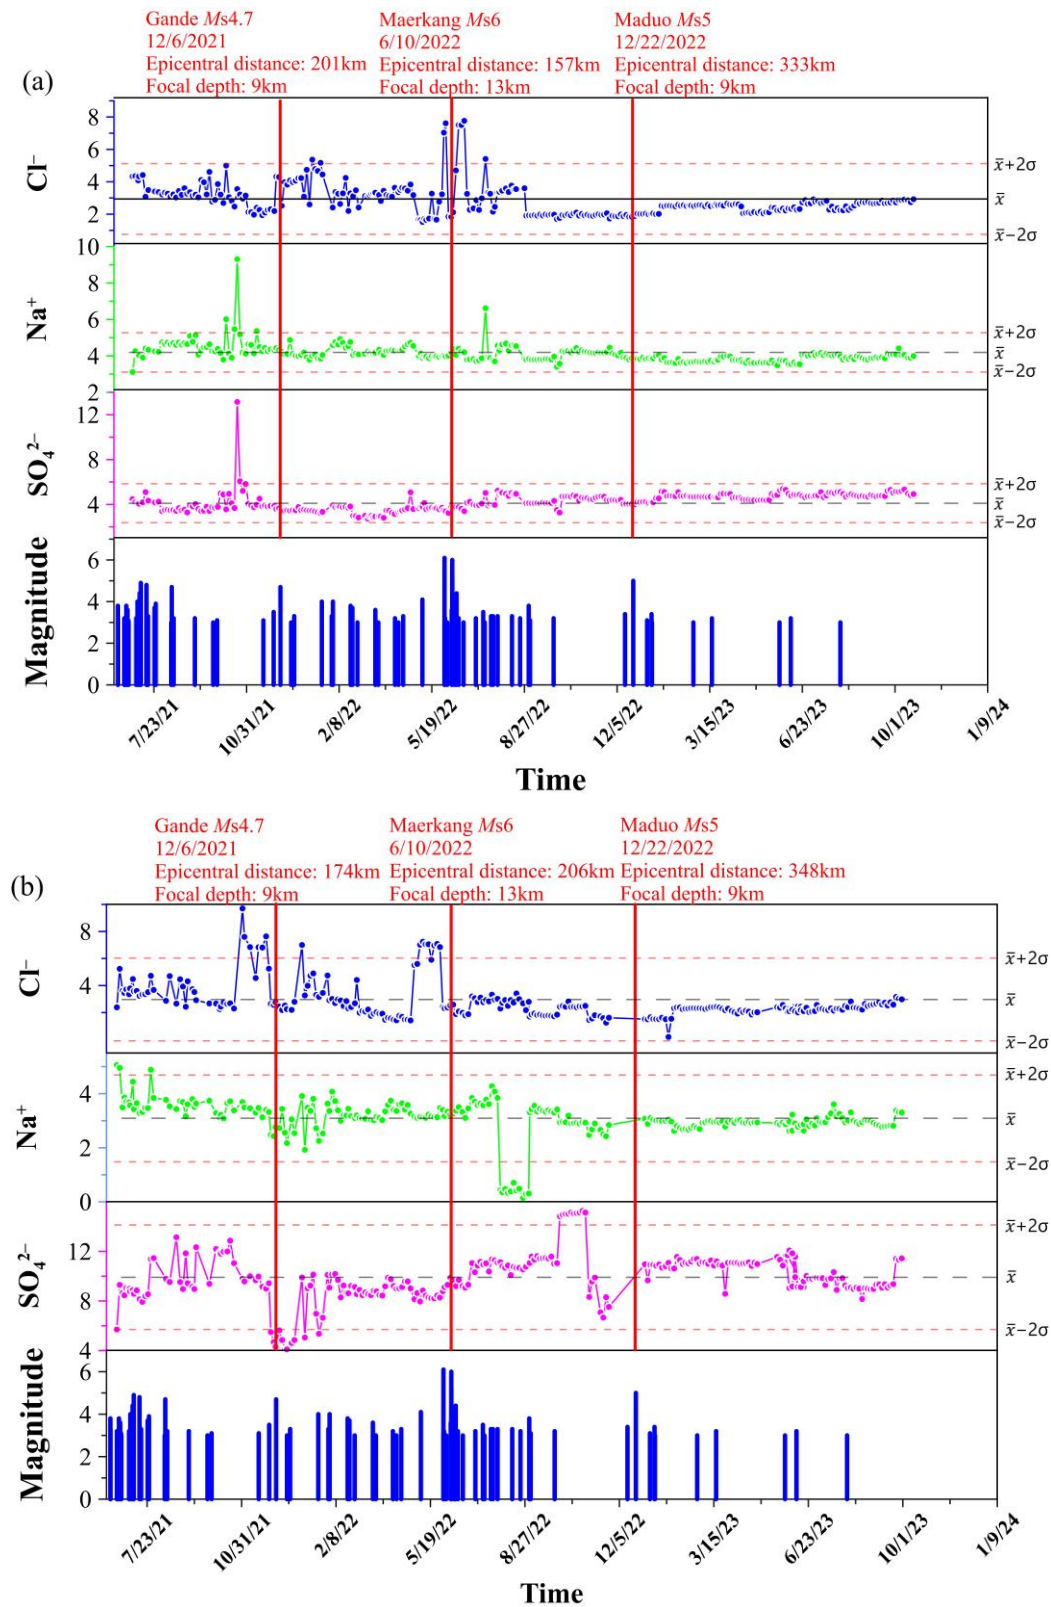 Gande Ms4.7
12/6/2021
Epicentral distance: 201km
Focal depth: 9km
Maerkang Ms6
6/10/2022
Epicentral distance: 157km
Focal depth: 13km
Maduo Ms5
12/22/2022
Epicentral distance: 333km
Focal depth: 9km
(a)
Cl⁻
8
6
4
2
x̄+2σ
x̄
x̄−2σ
Na⁺
10
8
6
4
2
x̄+2σ
x̄
x̄−2σ
SO₄²⁻
12
8
4
x̄+2σ
x̄
x̄−2σ
Magnitude
6
4
2
0
7/23/21
10/31/21
2/8/22
5/19/22
8/27/22
12/5/22
3/15/23
6/23/23
10/1/23
1/9/24
Time
Gande Ms4.7
12/6/2021
Epicentral distance: 174km
Focal depth: 9km
Maerkang Ms6
6/10/2022
Epicentral distance: 206km
Focal depth: 13km
Maduo Ms5
12/22/2022
Epicentral distance: 348km
Focal depth: 9km
(b)
Cl⁻
8
4
x̄+2σ
x̄
x̄−2σ
Na⁺
4
2
0
x̄+2σ
x̄
x̄−2σ
SO₄²⁻
12
8
4
x̄+2σ
x̄
x̄−2σ
Magnitude
6
4
2
0
7/23/21
10/31/21
2/8/22
5/19/22
8/27/22
12/5/22
3/15/23
6/23/23
10/1/23
1/9/24
Time